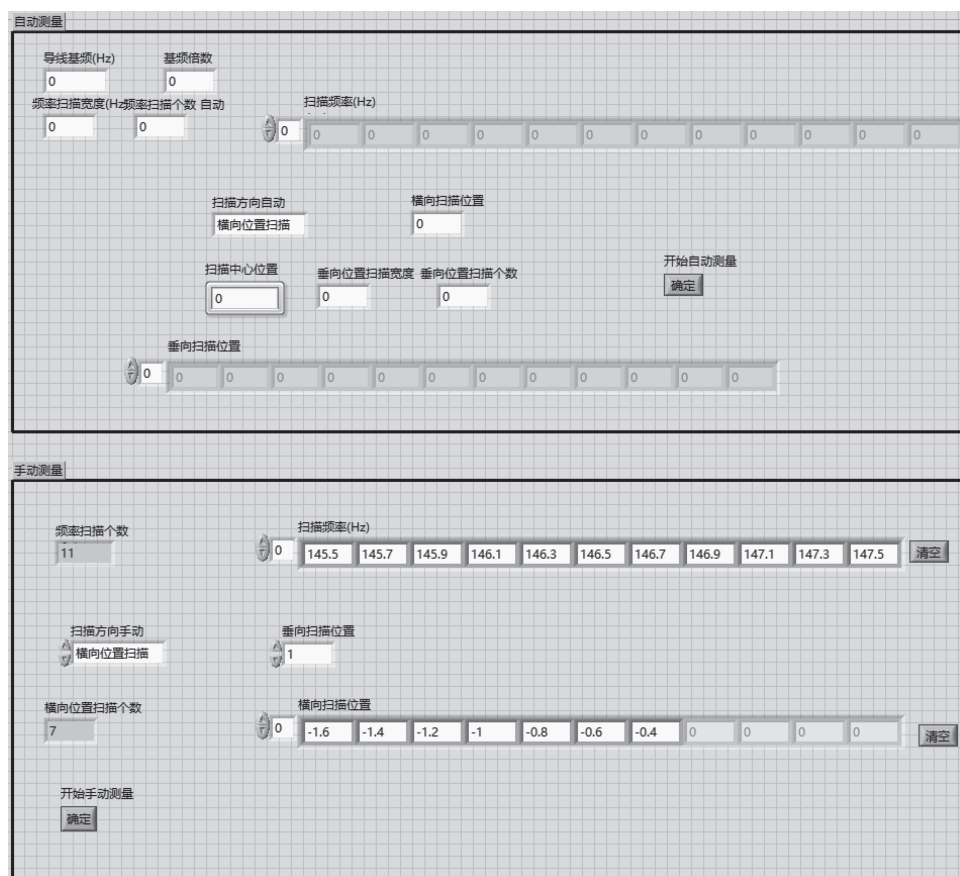 自动测量
导线基频(Hz) 基频倍数
0 0
频率扫描宽度(Hz 频率扫描个数 自动 扫描频率(Hz)
0 0 0 0 0 0 0 0 0 0 0 0 0 0 0
扫描方向自动 横向扫描位置
横向位置扫描 0
扫描中心位置 垂向位置扫描宽度 垂向位置扫描个数 开始自动测量
0 0 0 确定
垂向扫描位置
0 0 0 0 0 0 0 0 0 0 0 0 0
手动测量
频率扫描个数 扫描频率(Hz)
11 0 145.5 145.7 145.9 146.1 146.3 146.5 146.7 146.9 147.1 147.3 147.5 清空
扫描方向手动 垂向扫描位置
横向位置扫描 1
横向位置扫描个数 横向扫描位置
7 0 -1.6 -1.4 -1.2 -1 -0.8 -0.6 -0.4 0 0 0 0 清空
开始手动测量
确定